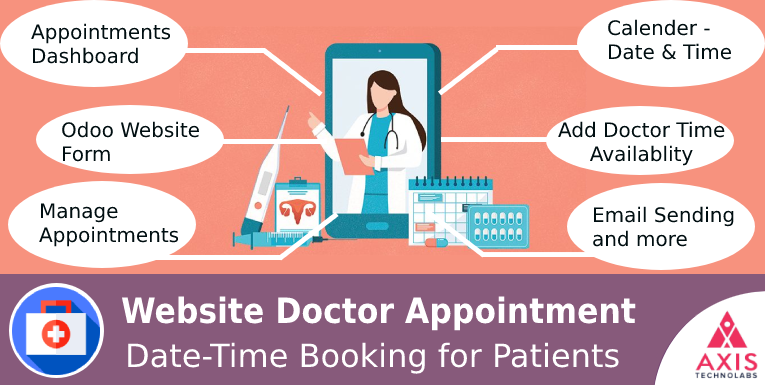 Appointments
Dashboard
Calender -
Date & Time
Odoo Website
Form
Add Doctor Time
Availablity
Manage
Appointments
Email Sending
and more
Website Doctor Appointment
Date-Time Booking for Patients
AXIS
TECHNOLABS